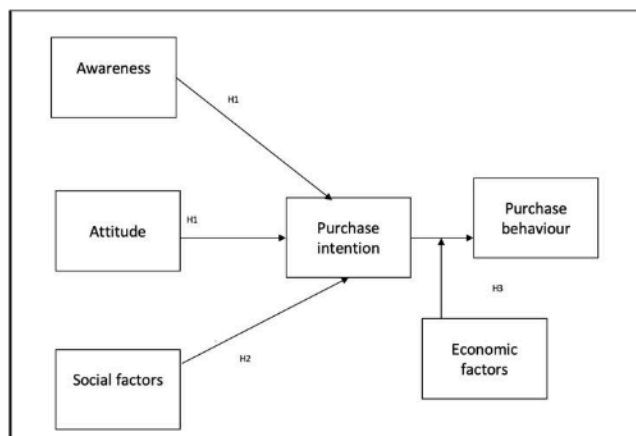 Awareness
H1
Attitude
H1
Purchase
intention
Purchase
behaviour
H3
H2
Social factors
Economic
factors